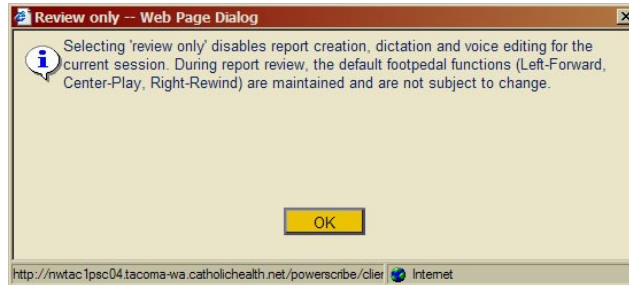 Review only -- Web Page Dialog
Selecting 'review only' disables report creation, dictation and voice editing for the
current session. During report review, the default footpedal functions (Left-Forward,
Center-Play, Right-Rewind) are maintained and are not subject to change.
OK
http://nwtac1psc04.tacoma-wa.catholichealth.net/powerscribe/clier Internet